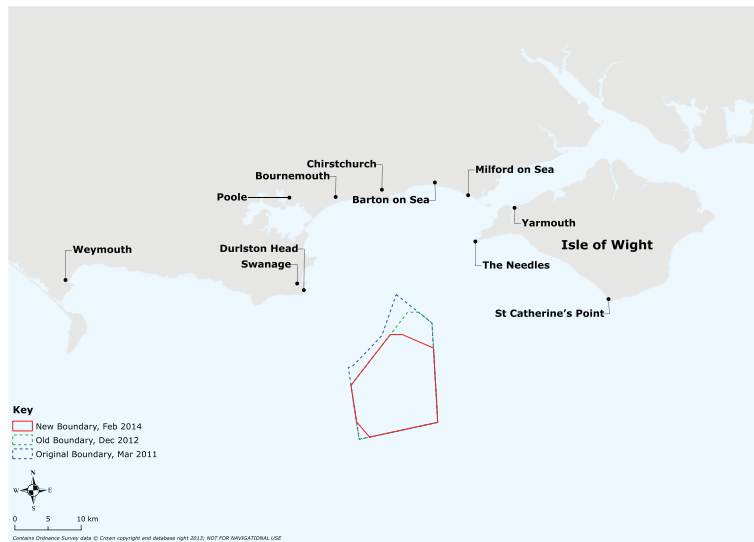 Chirstchurch
Milford on Sea
Bournemouth
Poole
Barton on Sea
Yarmouth
Isle of Wight
Weymouth
Durlston Head
Swanage
The Needles
St Catherine's Point
Key
New Boundary, Feb 2014
Old Boundary, Dec 2012
Original Boundary, Mar 2011
N
W E
S
0 5 10 km
Contains Ordnance Survey data © Crown copyright and database right 2013; NOT FOR NAVIGATIONAL USE